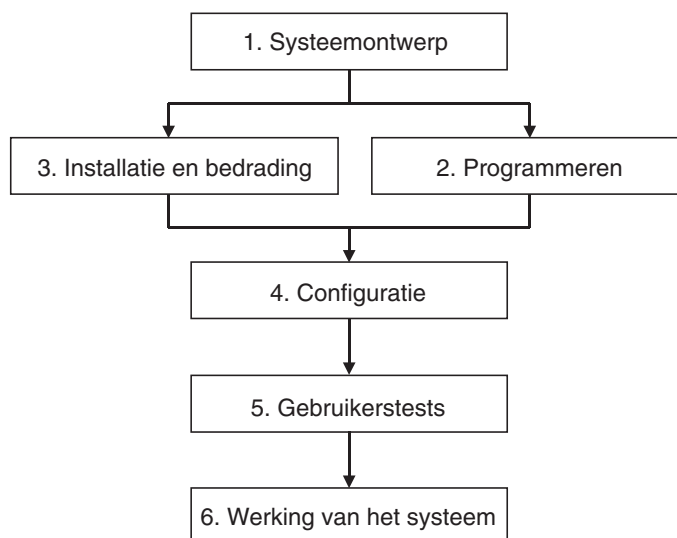 1. Systeemontwerp
3. Installatie en bedrading
2. Programmeren
4. Configuratie
5. Gebruikerstests
6. Werking van het systeem